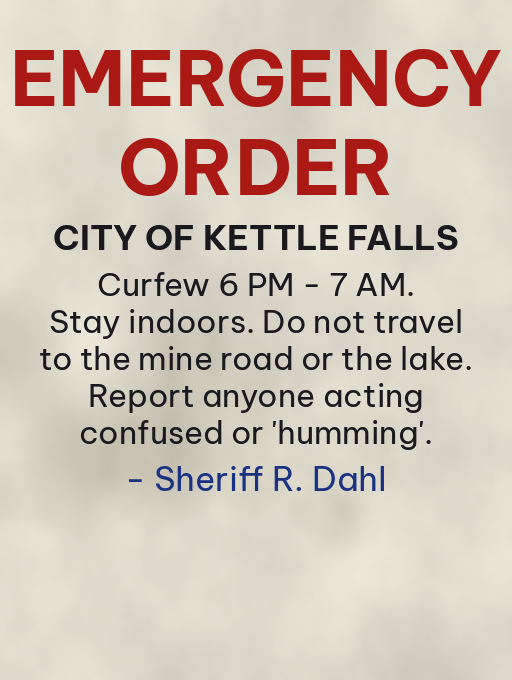 EMERGENCY
ORDER
CITY OF KETTLE FALLS
Curfew 6 PM - 7 AM.
Stay indoors. Do not travel
to the mine road or the lake.
Report anyone acting
confused or 'humming'.
- Sheriff R. Dahl